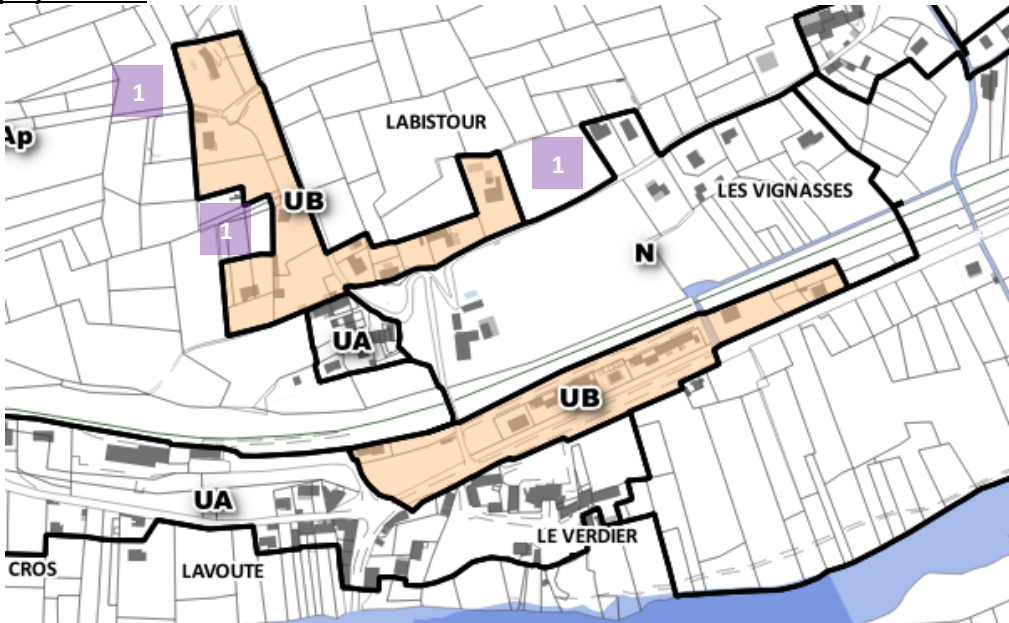 1
Ap
LABISTOUR
1
LES VIGNASSES
UB
1
N
UA
UB
UA
LE VERDIER
CROS
LAVOUTE